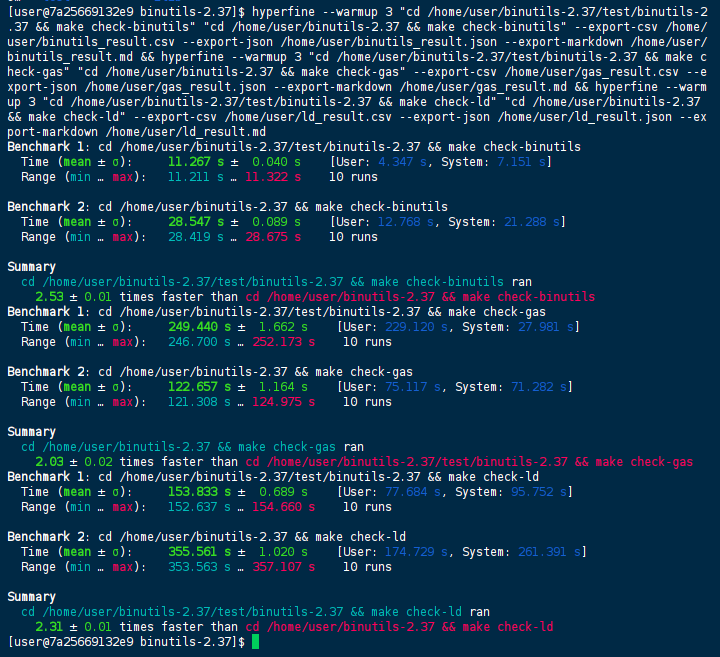 [user@7a25669132e9 binutils-2.37]$ hyperfine --warmup 3 "cd /home/user/binutils-2.37/test/binutils-2
.37 && make check-binutils" "cd /home/user/binutils-2.37 && make check-binutils" --export-csv /home/
user/binutils_result.csv --export-json /home/user/binutils_result.json --export-markdown /home/user/
binutils_result.md && hyperfine --warmup 3 "cd /home/user/binutils-2.37/test/binutils-2.37 && make c
heck-gas" "cd /home/user/binutils-2.37 && make check-gas" --export-csv /home/user/gas_result.csv --e
xport-json /home/user/gas_result.json --export-markdown /home/user/gas_result.md && hyperfine --warm
up 3 "cd /home/user/binutils-2.37/test/binutils-2.37 && make check-ld" "cd /home/user/binutils-2.37 
&& make check-ld" --export-csv /home/user/ld_result.csv --export-json /home/user/ld_result.json --ex
port-markdown /home/user/ld_result.md
Benchmark 1: cd /home/user/binutils-2.37/test/binutils-2.37 && make check-binutils
  Time (mean ± σ):     11.267 s ±  0.040 s    [User: 4.347 s, System: 7.151 s]
  Range (min … max):   11.211 s … 11.322 s    10 runs

Benchmark 2: cd /home/user/binutils-2.37 && make check-binutils
  Time (mean ± σ):     28.547 s ±  0.089 s    [User: 12.768 s, System: 21.288 s]
  Range (min … max):   28.419 s … 28.675 s    10 runs

Summary
  cd /home/user/binutils-2.37/test/binutils-2.37 && make check-binutils ran
    2.53 ± 0.01 times faster than cd /home/user/binutils-2.37 && make check-binutils
Benchmark 1: cd /home/user/binutils-2.37/test/binutils-2.37 && make check-gas
  Time (mean ± σ):     249.440 s ±  1.662 s    [User: 229.120 s, System: 27.981 s]
  Range (min … max):   246.700 s … 252.173 s    10 runs

Benchmark 2: cd /home/user/binutils-2.37 && make check-gas
  Time (mean ± σ):     122.657 s ±  1.164 s    [User: 75.117 s, System: 71.282 s]
  Range (min … max):   121.308 s … 124.975 s    10 runs

Summary
  cd /home/user/binutils-2.37 && make check-gas ran
    2.03 ± 0.02 times faster than cd /home/user/binutils-2.37/test/binutils-2.37 && make check-gas
Benchmark 1: cd /home/user/binutils-2.37/test/binutils-2.37 && make check-ld
  Time (mean ± σ):     153.833 s ±  0.689 s    [User: 77.684 s, System: 95.752 s]
  Range (min … max):   152.637 s … 154.660 s    10 runs

Benchmark 2: cd /home/user/binutils-2.37 && make check-ld
  Time (mean ± σ):     355.561 s ±  1.020 s    [User: 174.729 s, System: 261.391 s]
  Range (min … max):   353.563 s … 357.107 s    10 runs

Summary
  cd /home/user/binutils-2.37/test/binutils-2.37 && make check-ld ran
    2.31 ± 0.01 times faster than cd /home/user/binutils-2.37 && make check-ld
[user@7a25669132e9 binutils-2.37]$